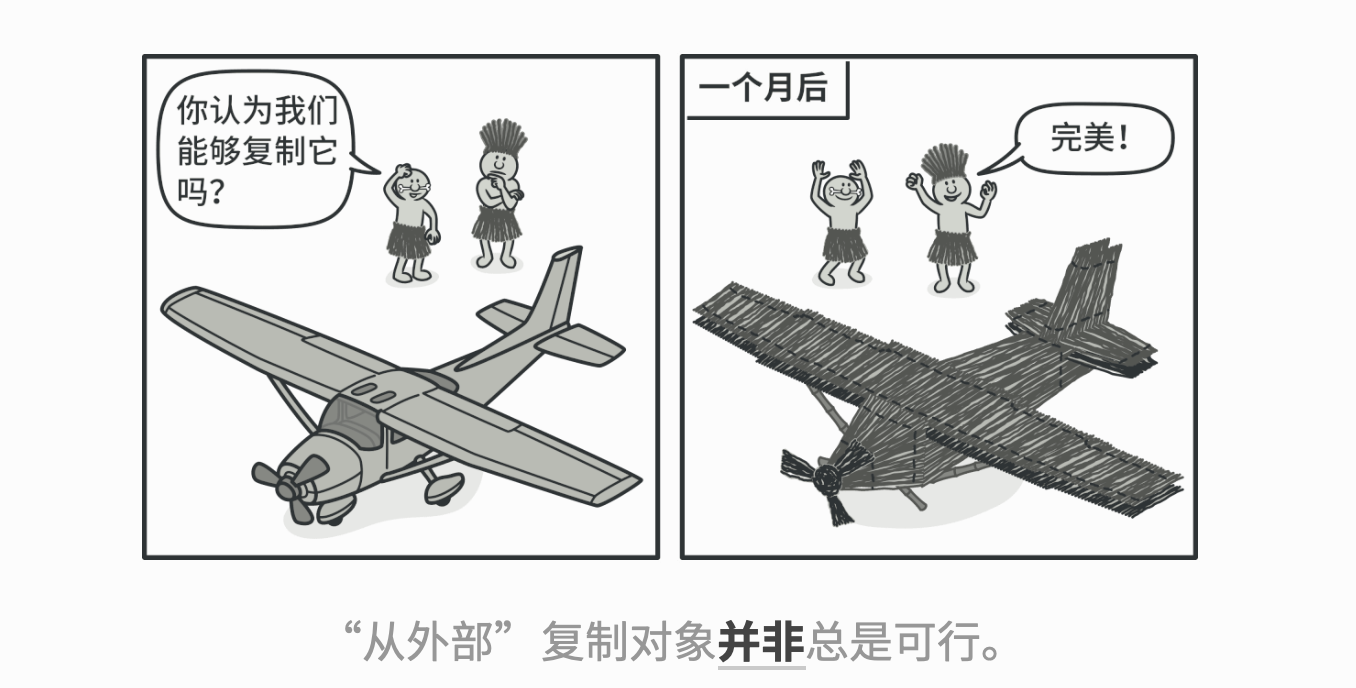 你认为我们
能够复制它
吗？
一个月后
完美！
“从外部” 复制对象并非总是可行。